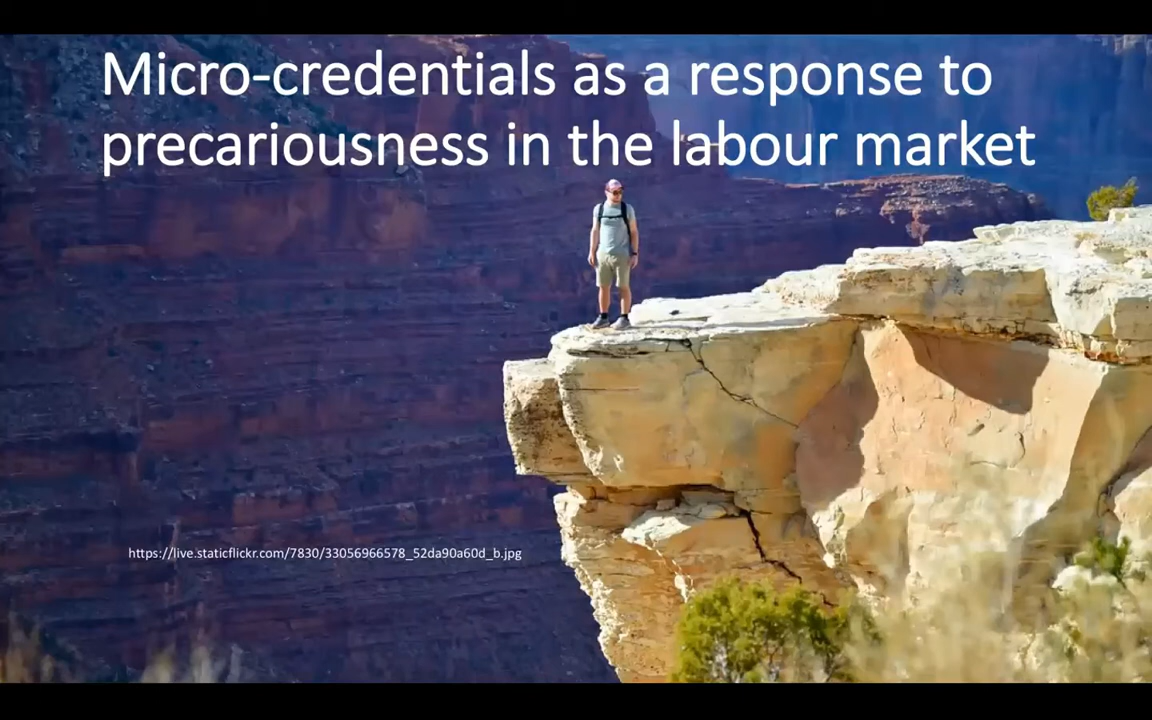 Micro-credentials as a response to
precariousness in the labour market
https://live.staticflickr.com/7830/33056966578_52da90a60d_b.jpg